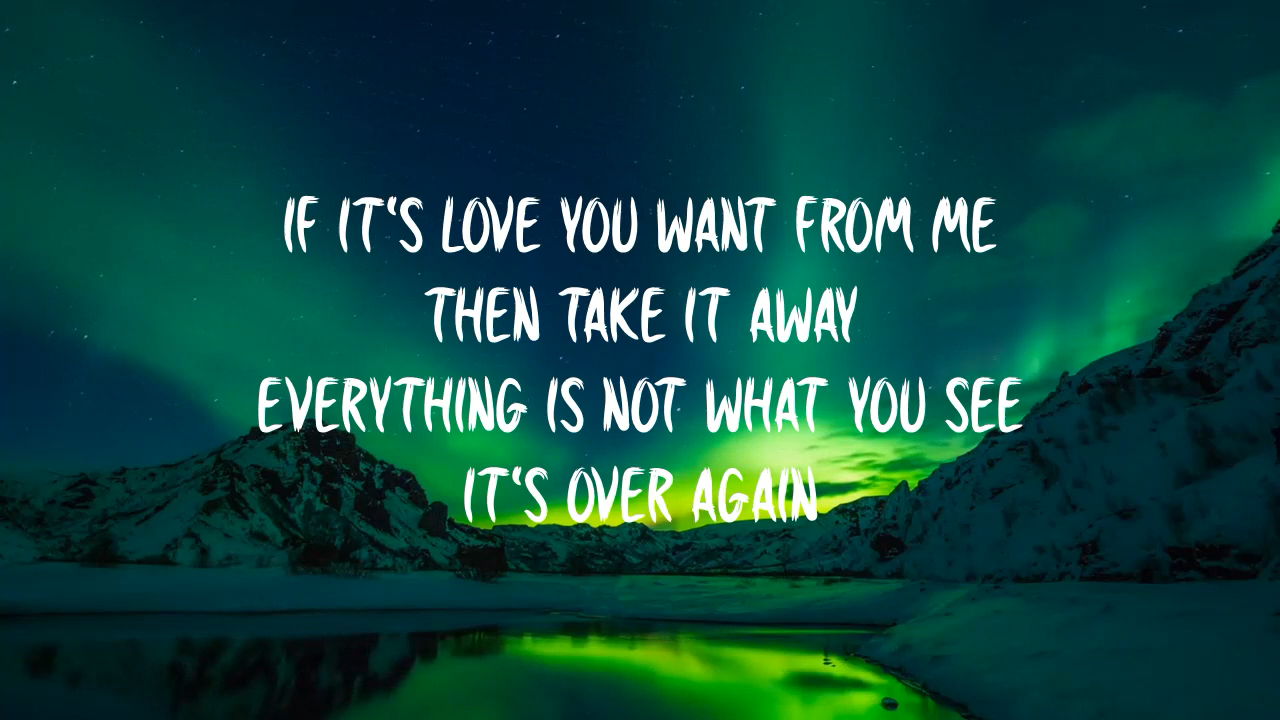 IF IT'S LOVE YOU WANT FROM ME
THEN TAKE IT AWAY
EVERYTHING IS NOT WHAT YOU SEE
IT'S OVER AGAIN